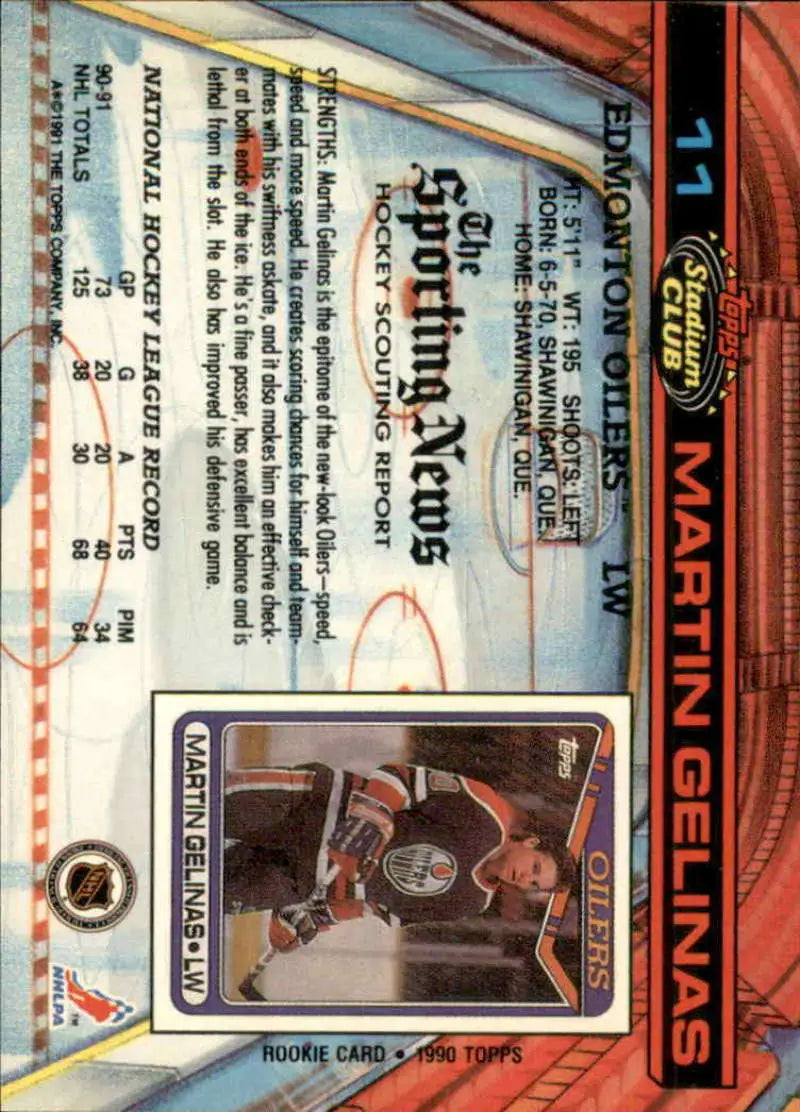 11
topps
Stadium
CLUB
MARTIN GELINAS
EDMONTON OILERS™ LW
HT: 5'11" WT: 195 SHOOTS: LEFT
BORN: 6-5-70, SHAWINIGAN, QUE.
HOME: SHAWINIGAN, QUE.
The
Sporting News
HOCKEY SCOUTING REPORT
STRENGTHS: Martin Gelinas is the epitome of the new-look Oilers—speed,
speed and more speed. He creates scoring chances for himself and team-
mates with his swiftness askate, and it also makes him an effective check-
er at both ends of the ice. He's a fine passer, has excellent balance and is
lethal from the slot. He also has improved his defensive game.
NATIONAL HOCKEY LEAGUE RECORD
GP G A PTS PIM
90-91 73 20 20 40 34
NHL TOTALS 125 38 30 68 64
A*©1991 THE TOPPS COMPANY, INC.
topps
OILERS
OILERS
MARTIN GELINAS • LW
ROOKIE CARD • 1990 TOPPS
NHL
NHLPA™